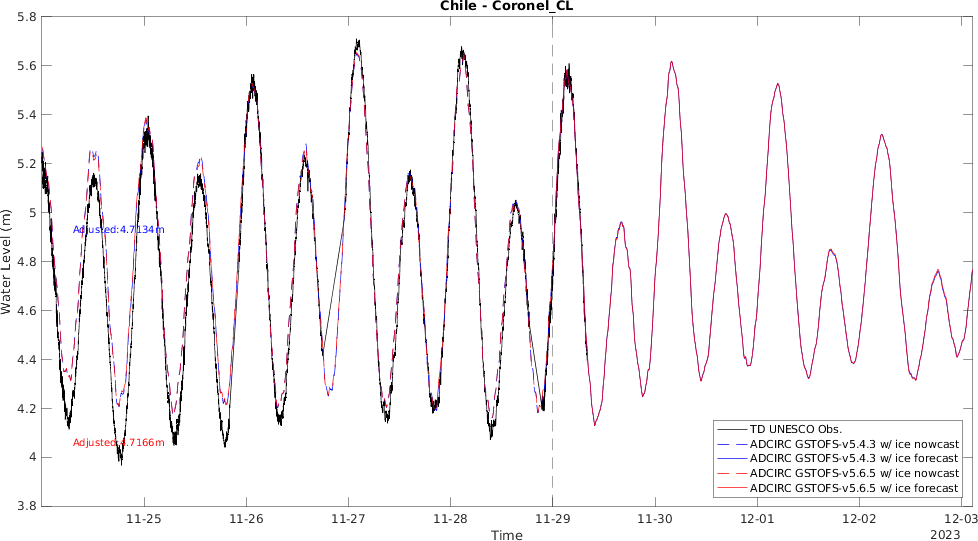 Chile - Coronel_CL
5.8
5.6
5.4
5.2
5
4.8
4.6
4.4
4.2
4
3.8
Water Level (m)
Adjusted:4.7134m
Adjusted:4.7166m
TD UNESCO Obs.
ADCIRC GSTOFS-v5.4.3 w/ ice nowcast
ADCIRC GSTOFS-v5.4.3 w/ ice forecast
ADCIRC GSTOFS-v5.6.5 w/ ice nowcast
ADCIRC GSTOFS-v5.6.5 w/ ice forecast
11-25 11-26 11-27 11-28 11-29 11-30 12-01 12-02 12-03
Time
2023